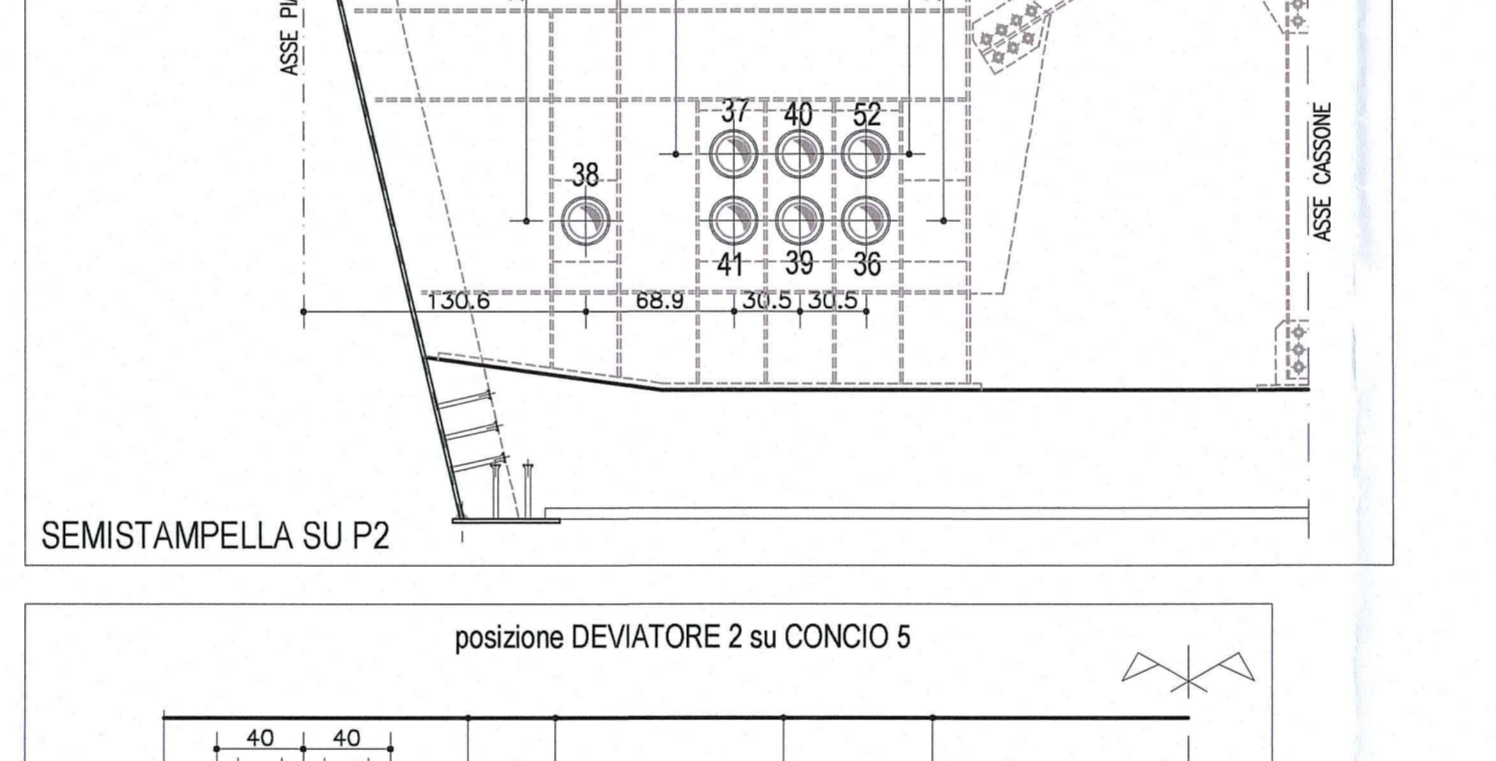 ASSE
37 40 52
38
ASSE CASSONE
41 39 36
130.6 68.9 30.5 30.5
SEMISTAMPELLA SU P2
posizione DEVIATORE 2 su CONCIO 5
40 40